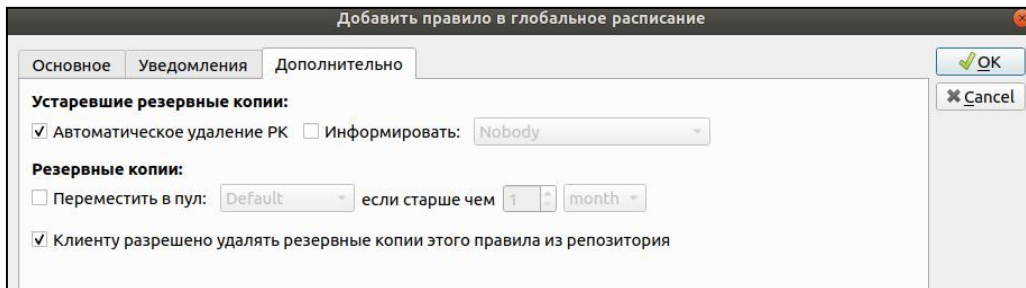 Добавить правило в глобальное расписание
Основное Уведомления Дополнительно
OK
Cancel
Устаревшие резервные копии:
Автоматическое удаление РК Информировать: Nobody
Резервные копии:
Переместить в пул: Default если старше чем 1 month
Клиенту разрешено удалять резервные копии этого правила из репозитория